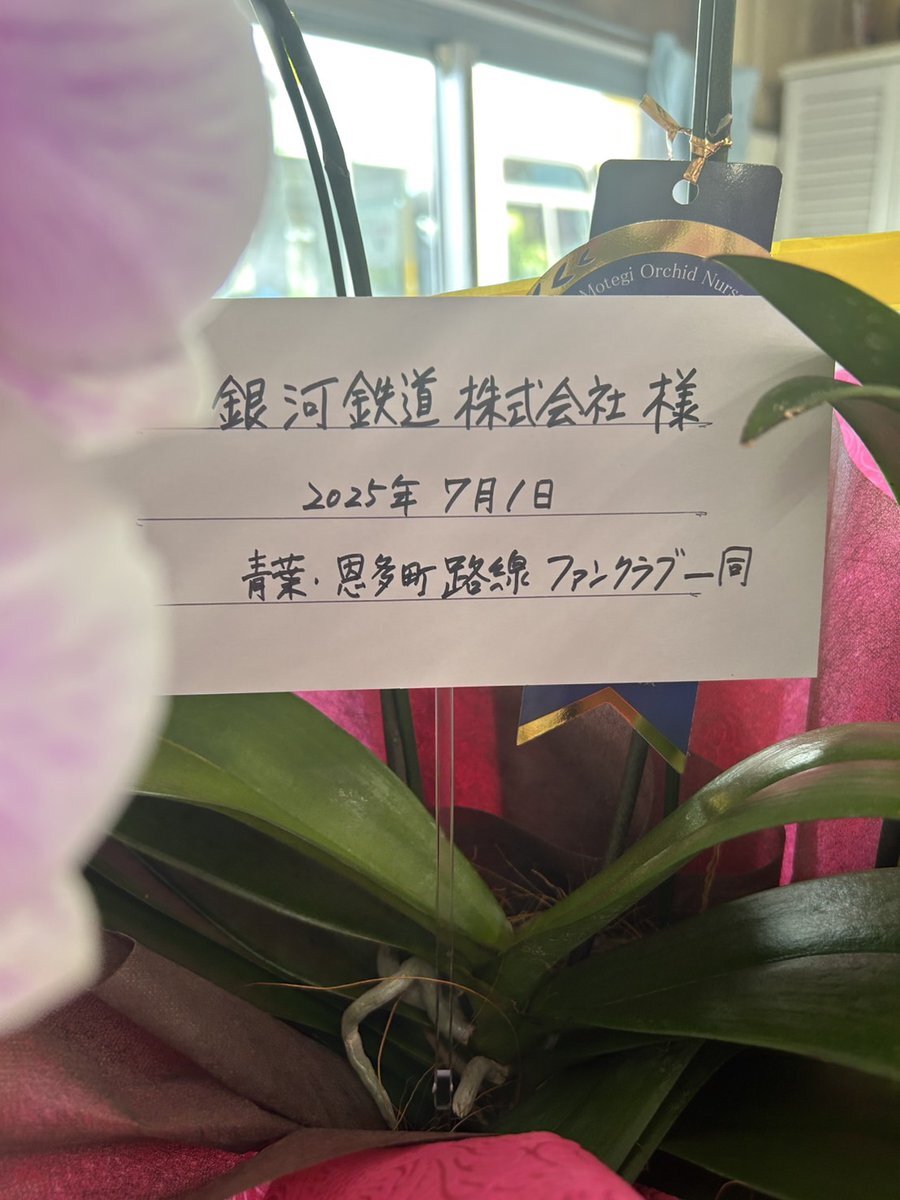 Motegi Orchid Nurs
銀河鉄道 株式会社 様
2025年 7月1日
青葉・恩多町 路線 ファンクラブ一同